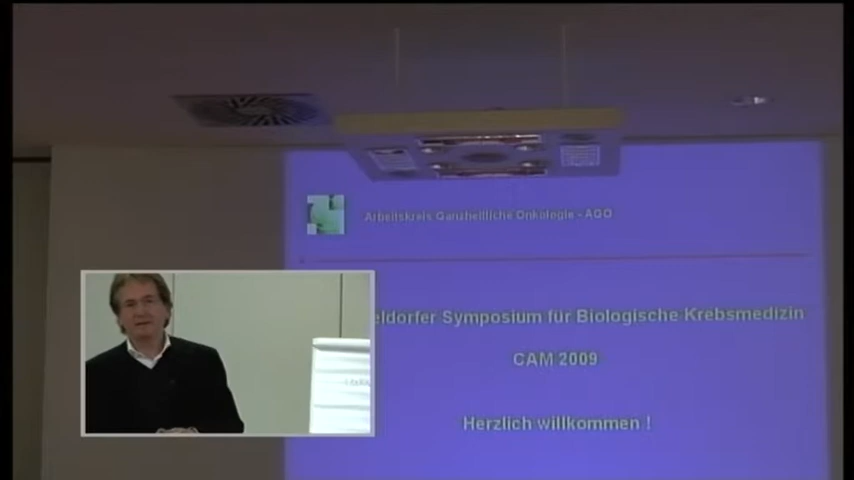 Arbeitskreis Ganzheitliche Onkologie - AGO
eldorfer Symposium für Biologische Krebsmedizin
CAM 2009
Herzlich willkommen !